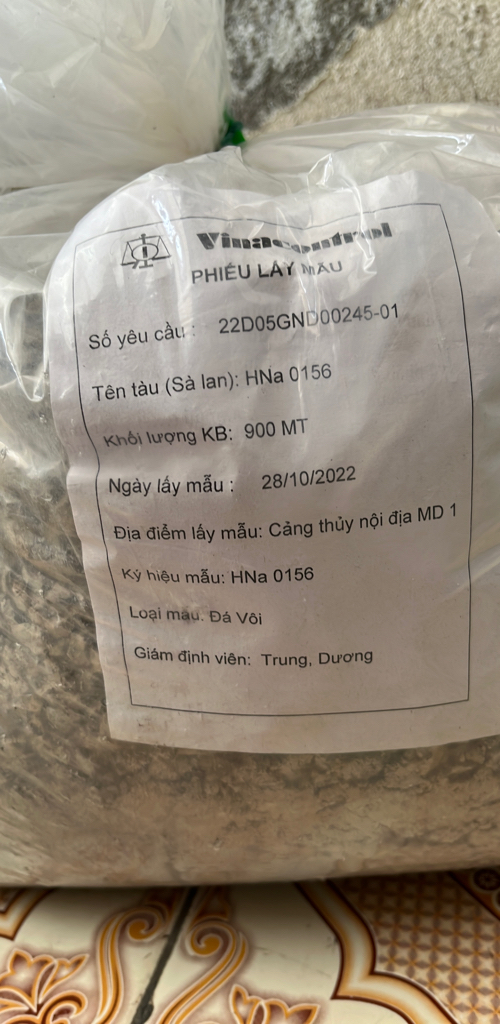 Vinacontrol
PHIẾU LẤY MẪU
Số yêu cầu : 22D05GND00245-01
Tên tàu (Sà lan): HNa 0156
Khối lượng KB: 900 MT
Ngày lấy mẫu : 28/10/2022
Địa điểm lấy mẫu: Cảng thủy nội địa MD 1
Ký hiệu mẫu: HNa 0156
Loại mẫu: Đá Vôi
Giám định viên: Trung, Dương